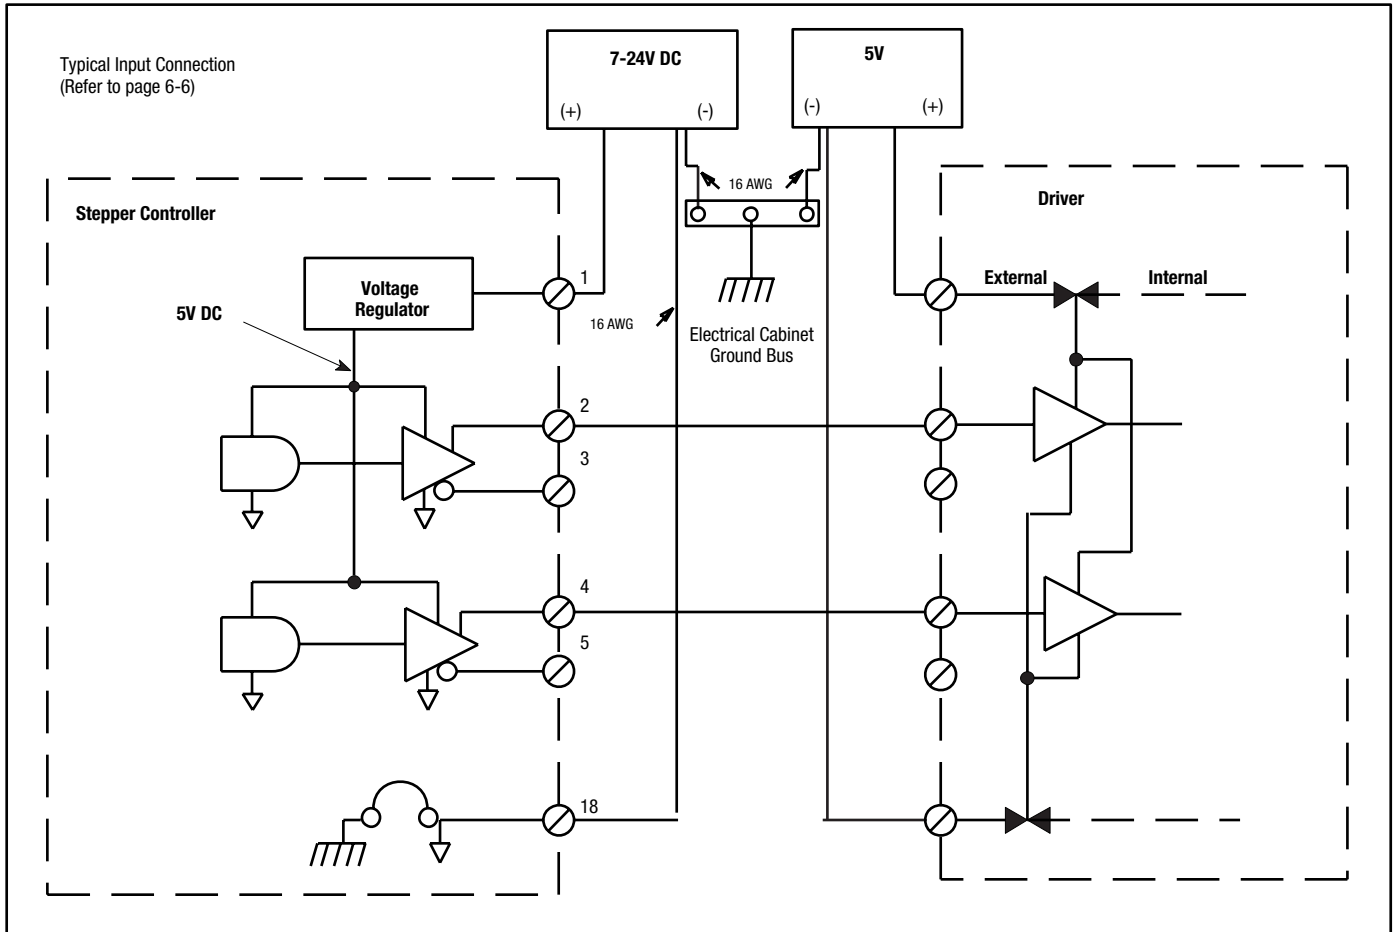 Typical Input Connection
(Refer to page 6-6)
7-24V DC
(+)
(-)
5V
(-)
(+)
16 AWG
Stepper Controller
Driver
Voltage
Regulator
1
External
Internal
5V DC
16 AWG
Electrical Cabinet
Ground Bus
2
3
4
5
18